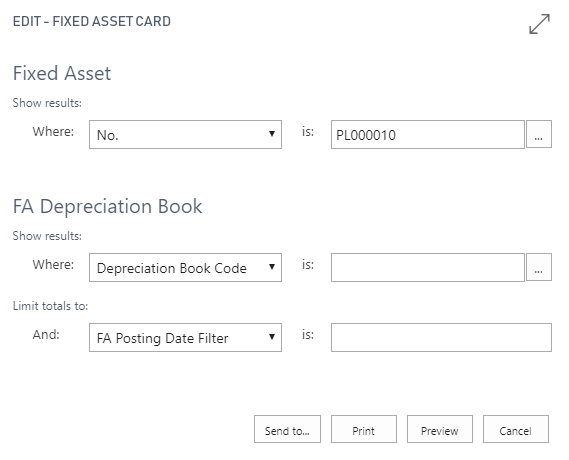 EDIT - FIXED ASSET CARD
Fixed Asset
Show results:
Where: No. is: PL000010 ...
FA Depreciation Book
Show results:
Where: Depreciation Book Code is: ...
Limit totals to:
And: FA Posting Date Filter is:
Send to... Print Preview Cancel